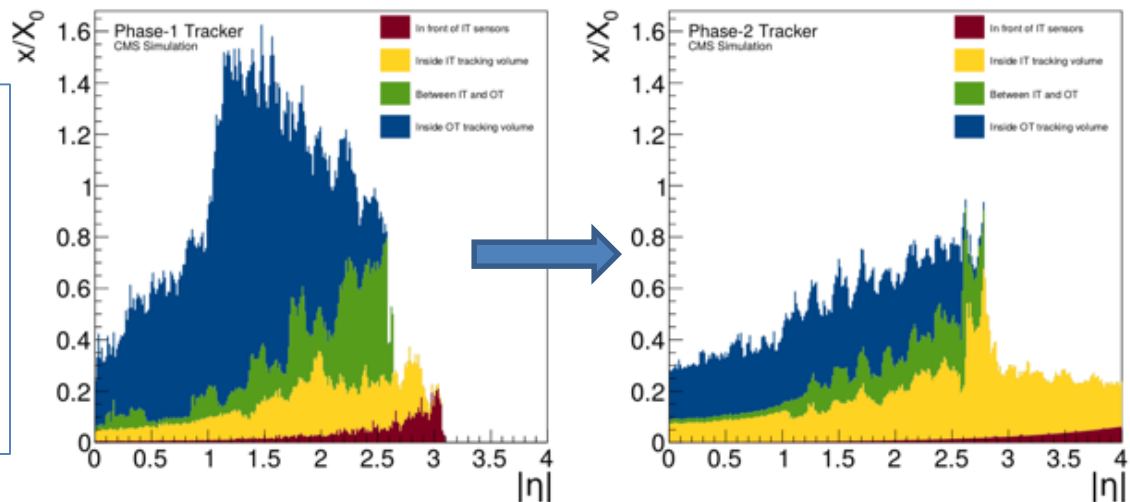 Phase-1 Tracker
CMS Simulation
In front of IT sensors
Inside IT tracking volume
Between IT and OT
Inside OT tracking volume
x/X0
1.6
1.4
1.2
1
0.8
0.6
0.4
0.2
0
0 0.5 1 1.5 2 2.5 3 3.5 4
|η|
Phase-2 Tracker
CMS Simulation
In front of IT sensors
Inside IT tracking volume
Between IT and OT
Inside OT tracking volume
x/X0
1.6
1.4
1.2
1
0.8
0.6
0.4
0.2
0
0 0.5 1 1.5 2 2.5 3 3.5 4
|η|